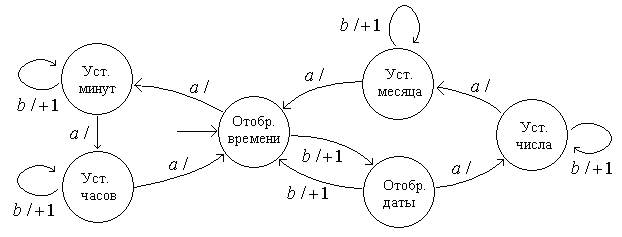 b /+1
Уст.
минут
b /+1
a /
a /
Уст.
месяца
a /
a /
Отобр.
времени
Уст.
числа
b /+1
b /+1
a /
Уст.
часов
b /+1
a /
b /+1
Отобр.
даты
a /